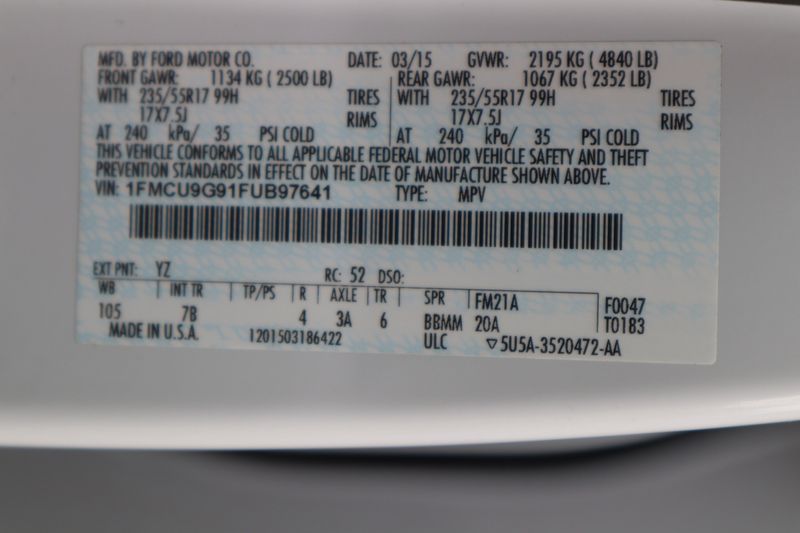 MFD. BY FORD MOTOR CO. DATE: 03/15 GVWR: 2195 KG ( 4840 LB)
FRONT GAWR: 1134 KG ( 2500 LB) REAR GAWR: 1067 KG ( 2352 LB)
WITH 235/55R17 99H TIRES WITH 235/55R17 99H TIRES
17X7.5J RIMS 17X7.5J RIMS
AT 240 kPa/ 35 PSI COLD AT 240 kPa/ 35 PSI COLD
THIS VEHICLE CONFORMS TO ALL APPLICABLE FEDERAL MOTOR VEHICLE SAFETY AND THEFT
PREVENTION STANDARDS IN EFFECT ON THE DATE OF MANUFACTURE SHOWN ABOVE.
VIN: 1FMCU9G91FUB97641 TYPE: MPV
EXT PNT: YZ RC: 52 DSO:
WB INT TR TP/PS R AXLE TR SPR FM21A F0047
105 7B 4 3A 6 BBMM 20A T0183
MADE IN U.S.A. 1201503186422 ULC ▽5U5A-3520472-AA